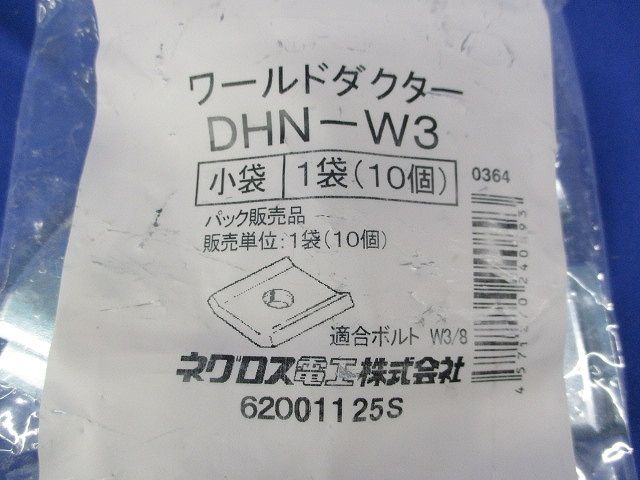 ワールドダクター
DHN-W3
小袋 1袋(10個)
0364
パック販売品
販売単位:1袋(10個)
適合ボルト W3/8
ネグロス電工株式会社
62001125S